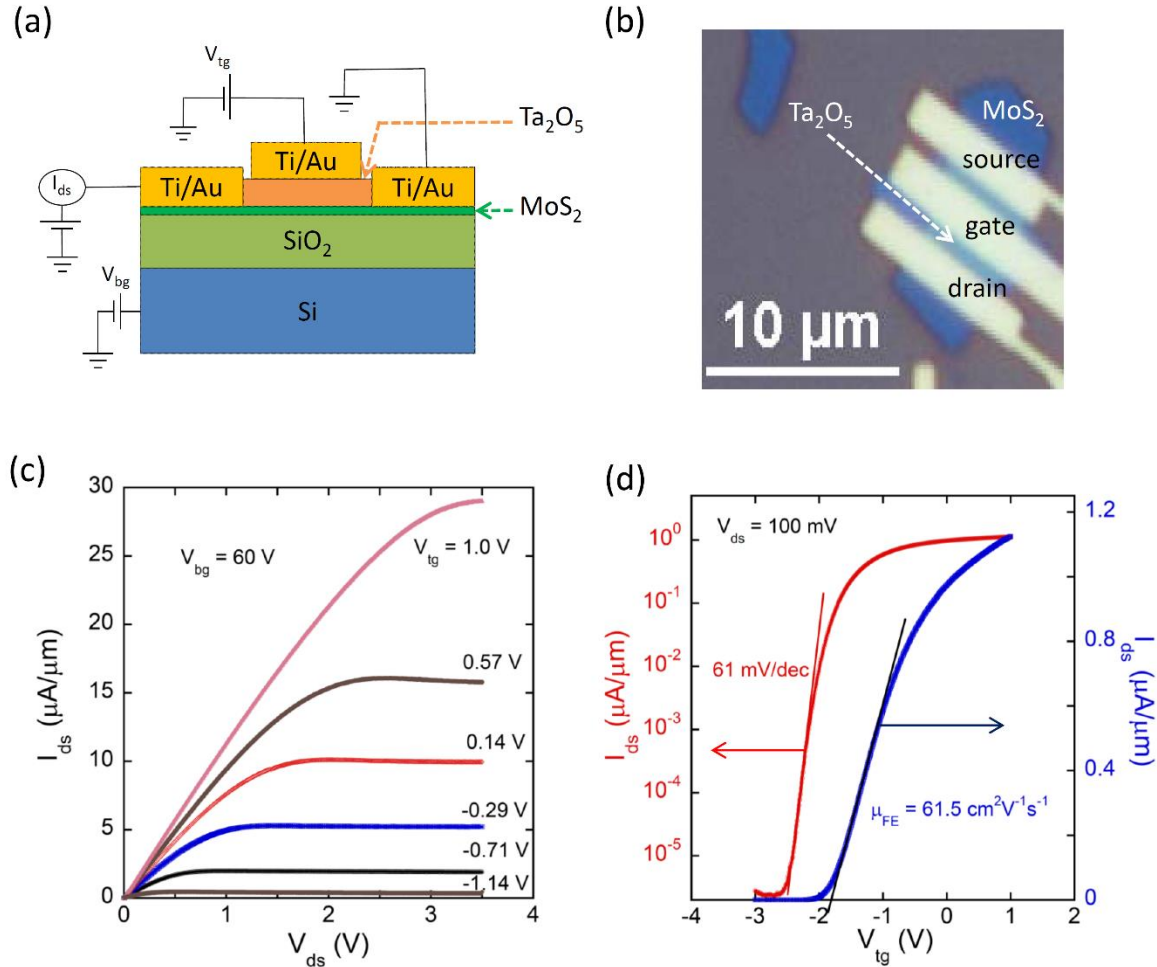 (a)
V_tg
Ta₂O₅
Ti/Au
Ti/Au
Ti/Au
I_ds
MoS₂
SiO₂
V_bg
Si
(b)
Ta₂O₅
MoS₂
source
gate
drain
10 µm
(c)
30
25
20
15
10
5
0
I_ds (µA/µm)
V_bg = 60 V
V_tg = 1.0 V
0.57 V
0.14 V
-0.29 V
-0.71 V
-1.14 V
0 1 2 3 4
V_ds (V)
(d)
V_ds = 100 mV
10⁰
10⁻¹
10⁻²
10⁻³
10⁻⁴
10⁻⁵
I_ds (µA/µm)
61 mV/dec
µ_FE = 61.5 cm²V⁻¹s⁻¹
1.2
0.8
0.4
0
I_ds (µA/µm)
-4 -3 -2 -1 0 1 2
V_tg (V)